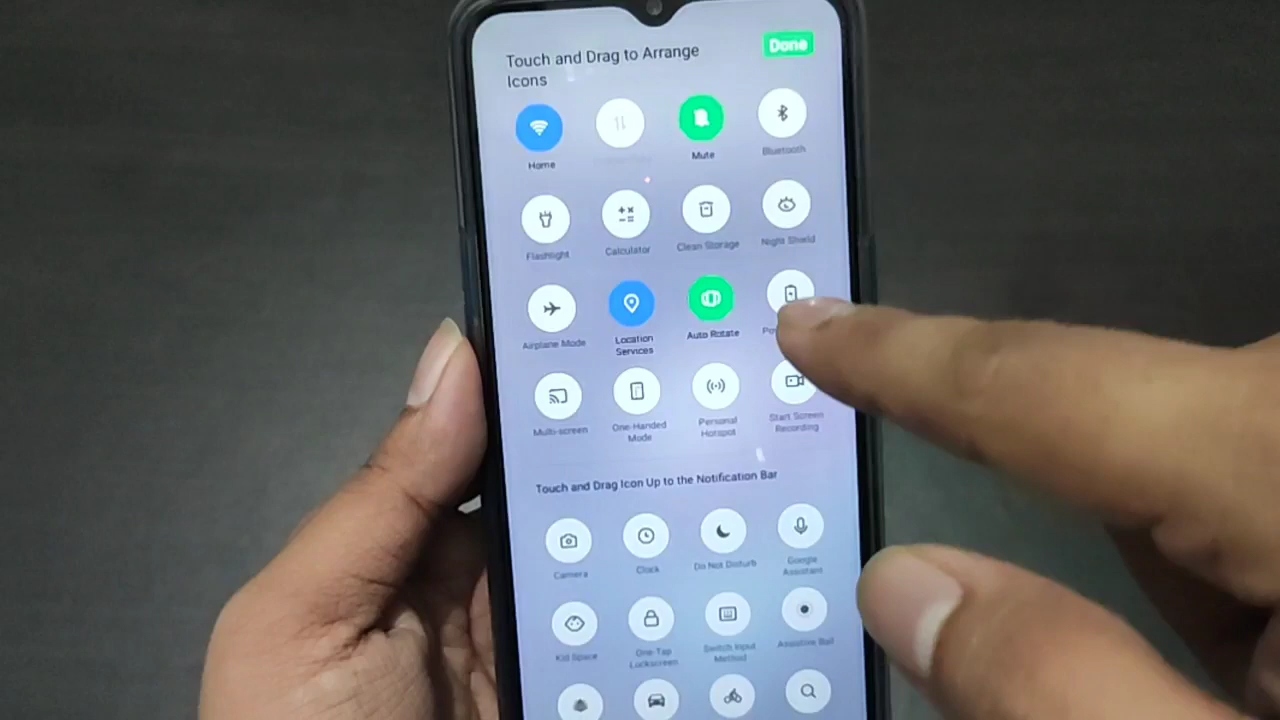 Touch and Drag to Arrange
Icons
Done
Home
Mute
Bluetooth
Flashlight
Calculator
Clean Storage
Night Shield
Airplane Mode
Location
Services
Auto Rotate
Multi-screen
One-Handed
Mode
Personal
Hotspot
Start Screen
Recording
Touch and Drag Icon Up to the Notification Bar
Camera
Clock
Do Not Disturb
Google
Assistant
Kid Space
One-Tap
Lockscreen
Switch Input
Method
Assistive Ball